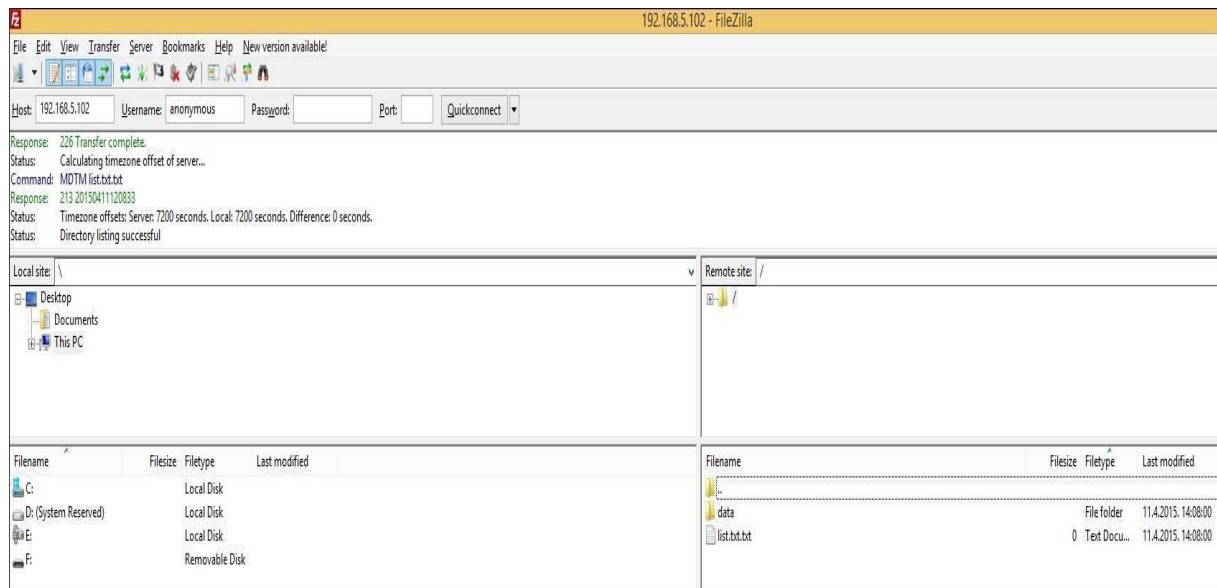 192.168.5.102 - FileZilla
File Edit View Transfer Server Bookmarks Help New version available!
Host: 192.168.5.102 Username: anonymous Password: Port: Quickconnect
Response: 226 Transfer complete.
Status: Calculating timezone offset of server...
Command: MDTM list.txt.txt
Response: 213 20150411120833
Status: Timezone offsets: Server: 7200 seconds. Local: 7200 seconds. Difference: 0 seconds.
Status: Directory listing successful
Local site: \
Desktop
Documents
This PC
Filename Filesize Filetype Last modified
C: Local Disk
D: (System Reserved) Local Disk
E: Local Disk
F: Removable Disk
Remote site: /
/
Filename Filesize Filetype Last modified
..
data File folder 11.4.2015. 14:08:00
list.txt.txt 0 Text Docu... 11.4.2015. 14:08:00